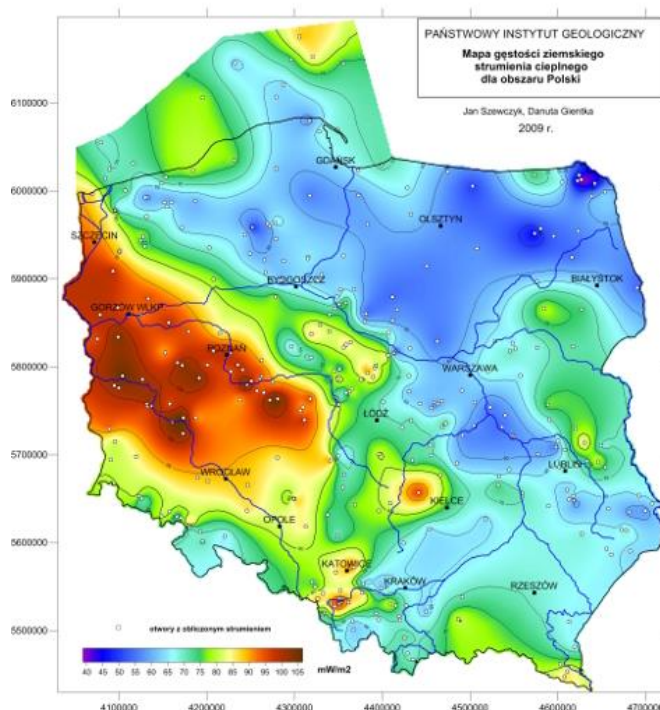 PAŃSTWOWY INSTYTUT GEOLOGICZNY
Mapa gęstości ziemskiego
strumienia cieplnego
dla obszaru Polski
Jan Szewczyk, Danuta Gientka
2009 r.
6100000
GDAŃSK
6000000
OLSZTYN
SZCZECIN
5900000
BYDGOSZCZ
BIAŁYSTOK
GORZÓW WLKP
POZNAŃ
5800000
WARSZAWA
ŁÓDŹ
5700000
WROCŁAW
LUBLIN
KIELCE
OPOLE
5600000
KATOWICE
KRAKÓW
RZESZÓW
5500000
otwory z obliczonym strumieniem
40 45 50 55 60 65 70 75 80 85 90 95 100 105
mW/m2
4100000 4200000 4300000 4400000 4500000 4600000 4700000